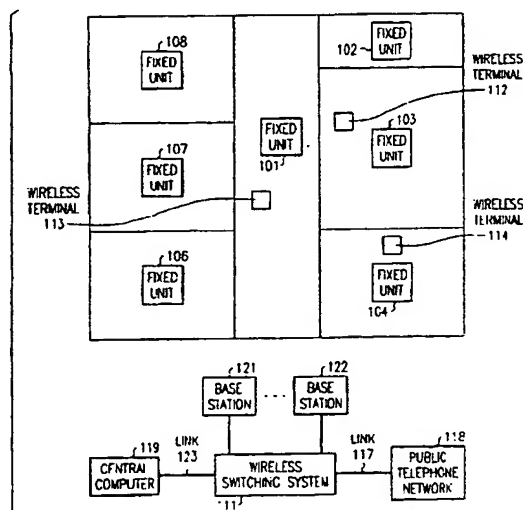 108
FIXED
UNIT
102
FIXED
UNIT
WIRELESS
TERMINAL
112
103
FIXED
UNIT
FIXED
UNIT
101
107
FIXED
UNIT
WIRELESS
TERMINAL
113
WIRELESS
TERMINAL
114
106
FIXED
UNIT
FIXED
UNIT
104
121
BASE
STATION
...
122
BASE
STATION
119
CENTRAL
COMPUTER
LINK
123
WIRELESS
SWITCHING SYSTEM
111
LINK
117
118
PUBLIC
TELEPHONE
NETWORK